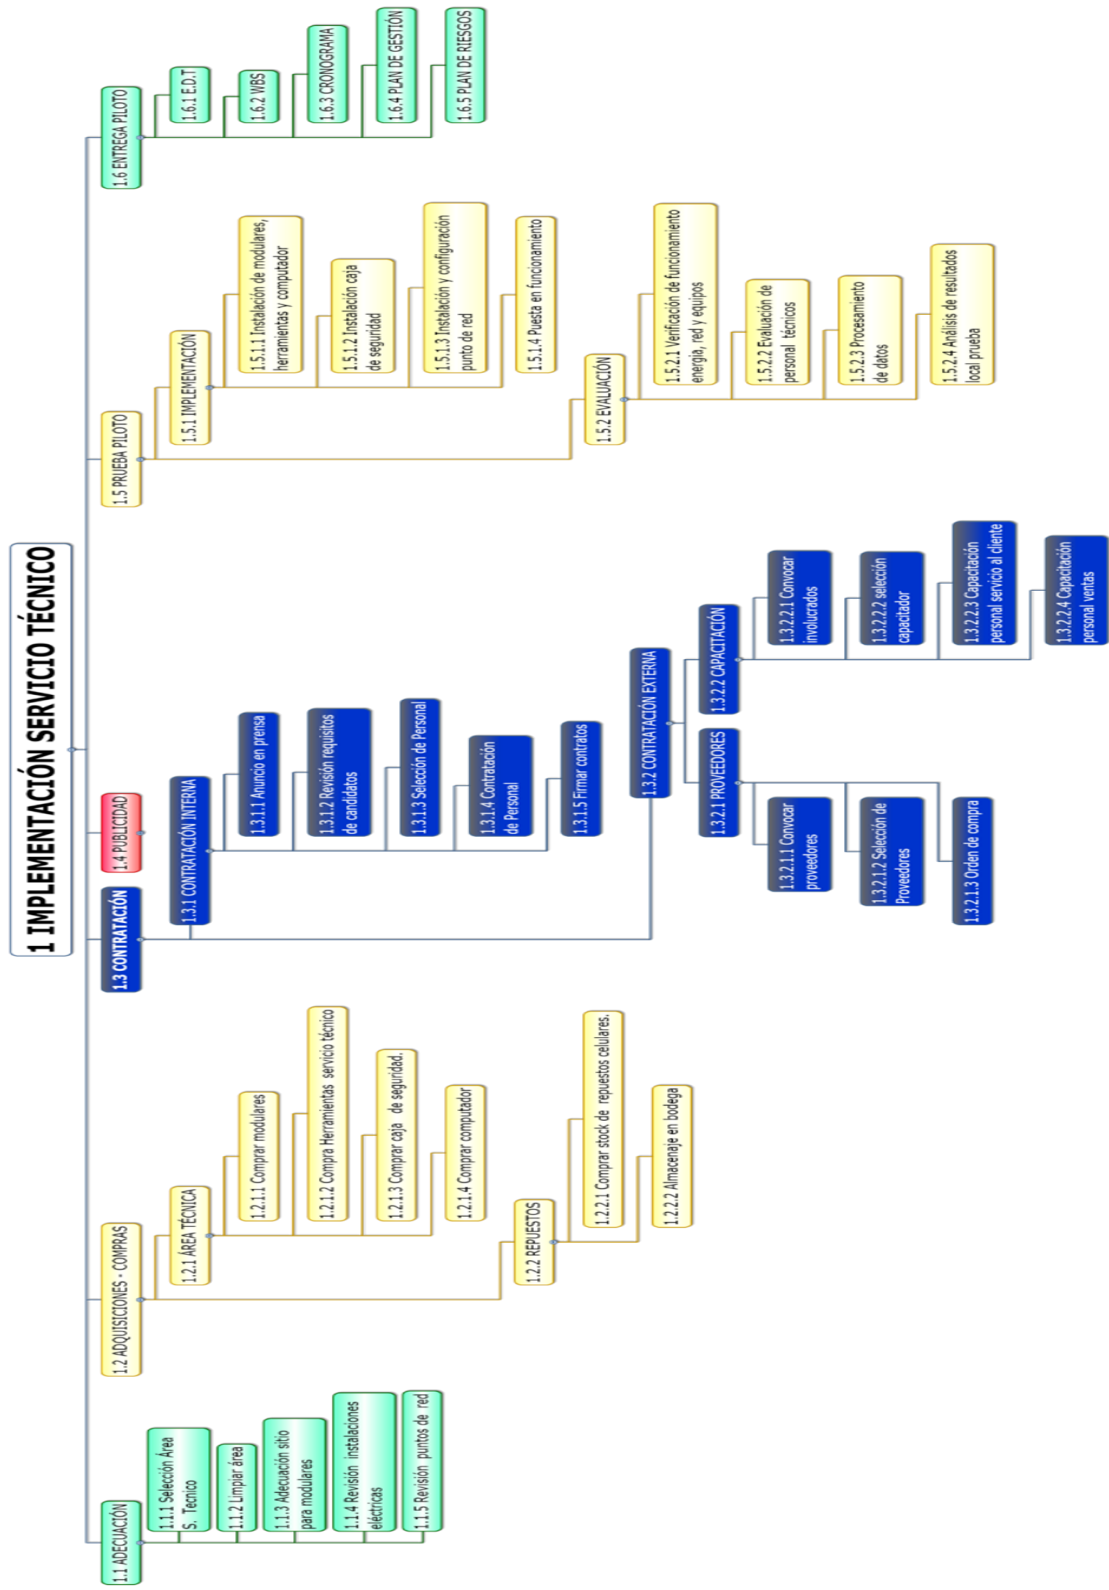 1 IMPLEMENTACIÓN SERVICIO TÉCNICO
1.1 ADECUACIÓN
1.1.1 Selección Área
S. Tecnico
1.1.2 Limpiar área
1.1.3 Adecuación sitio
para modulares
1.1.4 Revisión instalaciones
eléctricas
1.1.5 Revisión puntos de red
1.2 ADQUISICIONES - COMPRAS
1.2.1 ÁREA TÉCNICA
1.2.1.1 Comprar modulares
1.2.1.2 Compra Herramientas servicio técnico
1.2.1.3 Comprar caja de seguridad.
1.2.1.4 Comprar computador
1.2.2 REPUESTOS
1.2.2.1 Comprar stock de repuestos celulares.
1.2.2.2 Almacenaje en bodega
1.3 CONTRATACIÓN
1.3.1 CONTRATACIÓN INTERNA
1.3.1.1 Anuncio en prensa
1.3.1.2 Revisión requisitos
de candidatos
1.3.1.3 Selección de Personal
1.3.1.4 Contratación
de Personal
1.3.1.5 Firmar contratos
1.3.2 CONTRATACIÓN EXTERNA
1.3.2.1 PROVEEDORES
1.3.2.1.1 Convocar
proveedores
1.3.2.1.2 Selección de
Proveedores
1.3.2.1.3 Orden de compra
1.3.2.2 CAPACITACIÓN
1.3.2.2.1 Convocar
involucrados
1.3.2.2.2 selección
capacitador
1.3.2.2.3 Capacitación
personal servicio al cliente
1.3.2.2.4 Capacitación
personal ventas
1.4 PUBLICIDAD
1.5 PRUEBA PILOTO
1.5.1 IMPLEMENTACIÓN
1.5.1.1 Instalación de modulares,
herramientas y computador
1.5.1.2 Instalación caja
de seguridad
1.5.1.3 Instalación y configuración
punto de red
1.5.1.4 Puesta en funcionamiento
1.5.2 EVALUACIÓN
1.5.2.1 Verificación de funcionamiento
energía, red y equipos
1.5.2.2 Evaluación de
personal técnicos
1.5.2.3 Procesamiento
de datos
1.5.2.4 Análisis de resultados
local prueba
1.6 ENTREGA PILOTO
1.6.1 E.D.T
1.6.2 WBS
1.6.3 CRONOGRAMA
1.6.4 PLAN DE GESTIÓN
1.6.5 PLAN DE RIESGOS